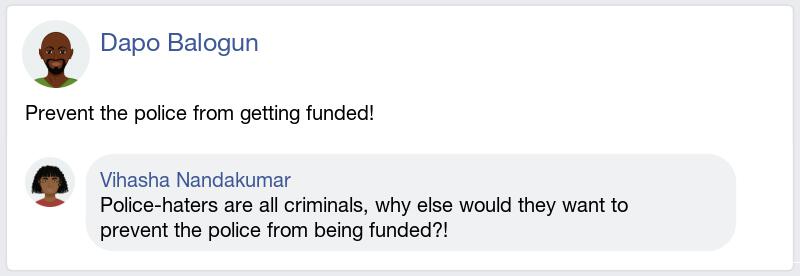 Dapo Balogun
Prevent the police from getting funded!
Vihasha Nandakumar
Police-haters are all criminals, why else would they want to
prevent the police from being funded?!